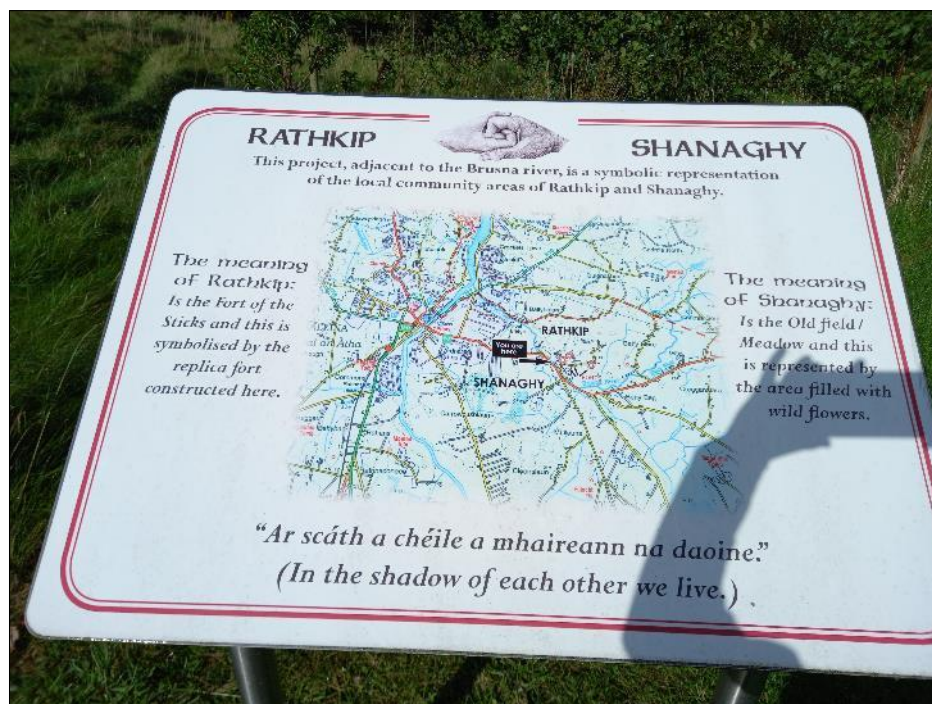 RATHKIP
SHANAGHY
This project, adjacent to the Brusna river, is a symbolic representation
of the local community areas of Rathkip and Shanaghy.
The meaning
of Rathkip:
Is the Fort of the
Sticks and this is
symbolised by the
replica fort
constructed here.
RATHKIP
You are
here
SHANAGHY
The meaning
of Shanaghy:
Is the Old field/
Meadow and this
is represented by
the area filled with
wild flowers.
“Ar scáth a chéile a mhaireann na daoine.”
(In the shadow of each other we live.)